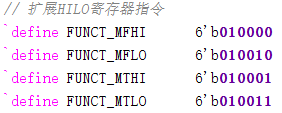 // 扩展HILO寄存器指令
`define FUNCT_MFHI 6'b010000
`define FUNCT_MFLO 6'b010010
`define FUNCT_MTHI 6'b010001
`define FUNCT_MTLO 6'b010011